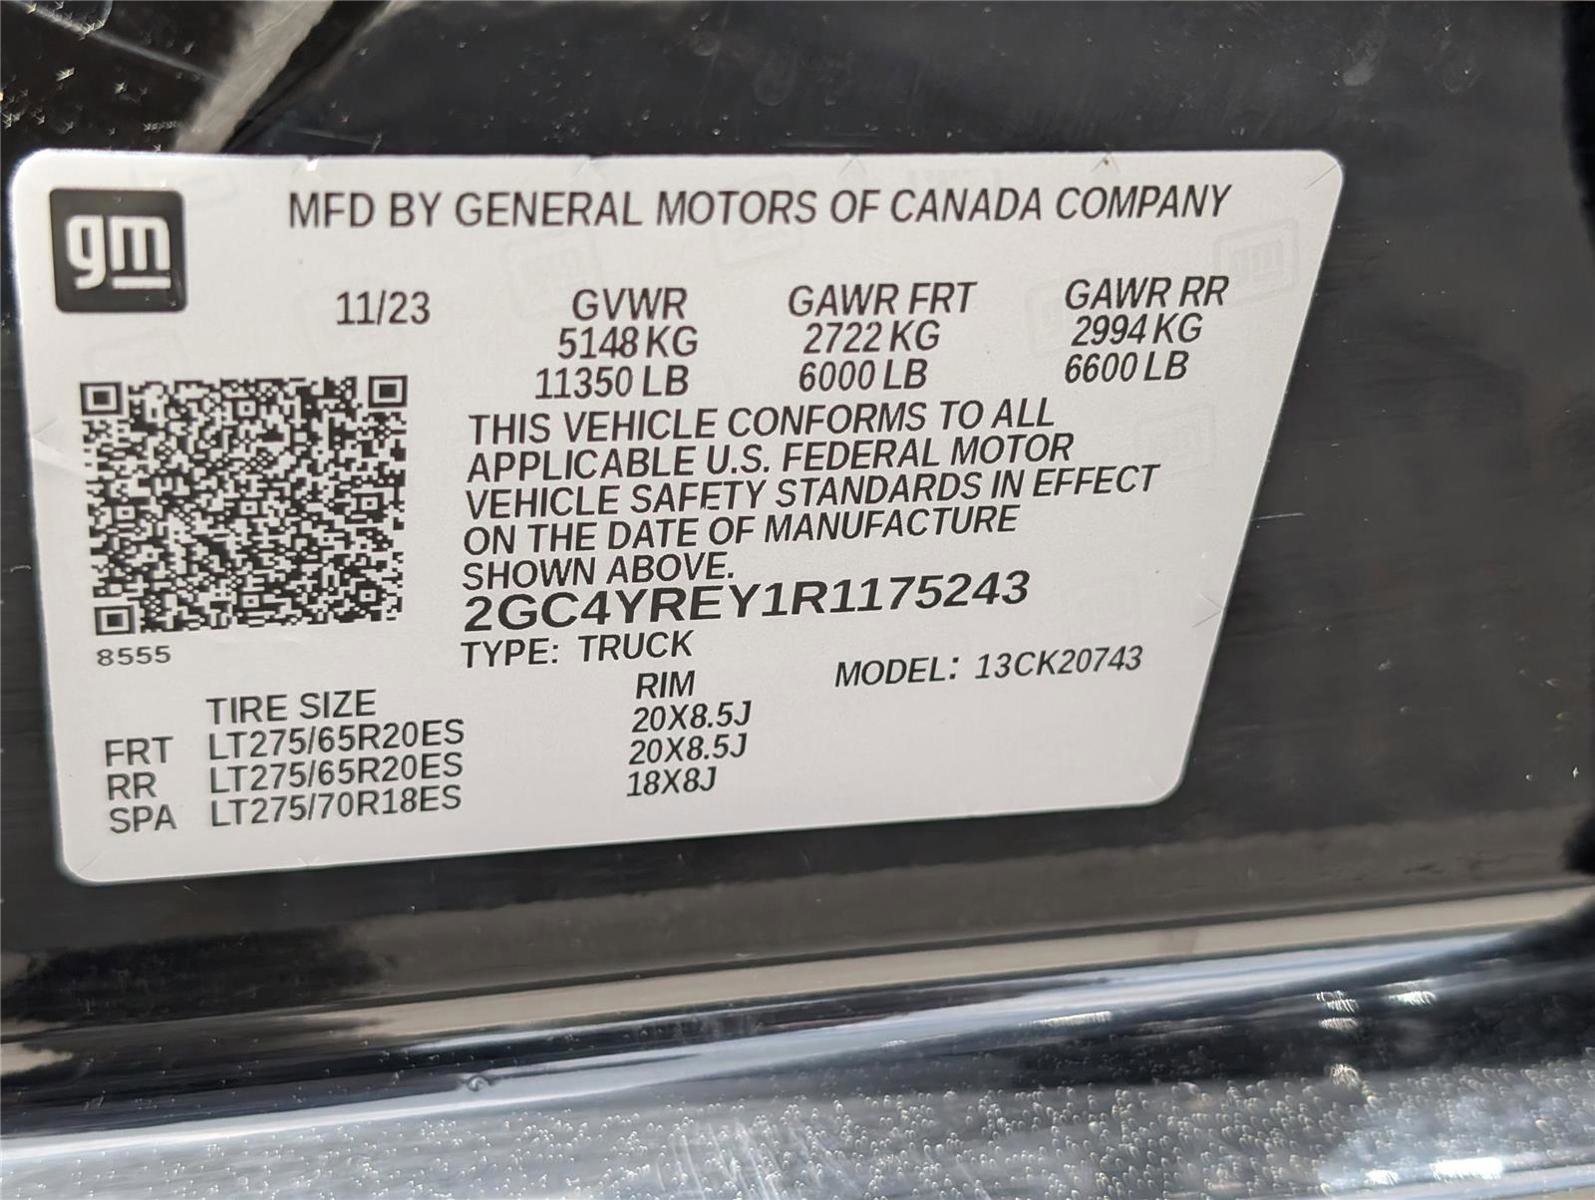 gm
MFD BY GENERAL MOTORS OF CANADA COMPANY
11/23 GVWR GAWR FRT GAWR RR
5148 KG 2722 KG 2994 KG
11350 LB 6000 LB 6600 LB
THIS VEHICLE CONFORMS TO ALL
APPLICABLE U.S. FEDERAL MOTOR
VEHICLE SAFETY STANDARDS IN EFFECT
ON THE DATE OF MANUFACTURE
SHOWN ABOVE.
2GC4YREY1R1175243
8555 TYPE: TRUCK MODEL: 13CK20743
TIRE SIZE RIM
FRT LT275/65R20ES 20X8.5J
RR LT275/65R20ES 20X8.5J
SPA LT275/70R18ES 18X8J